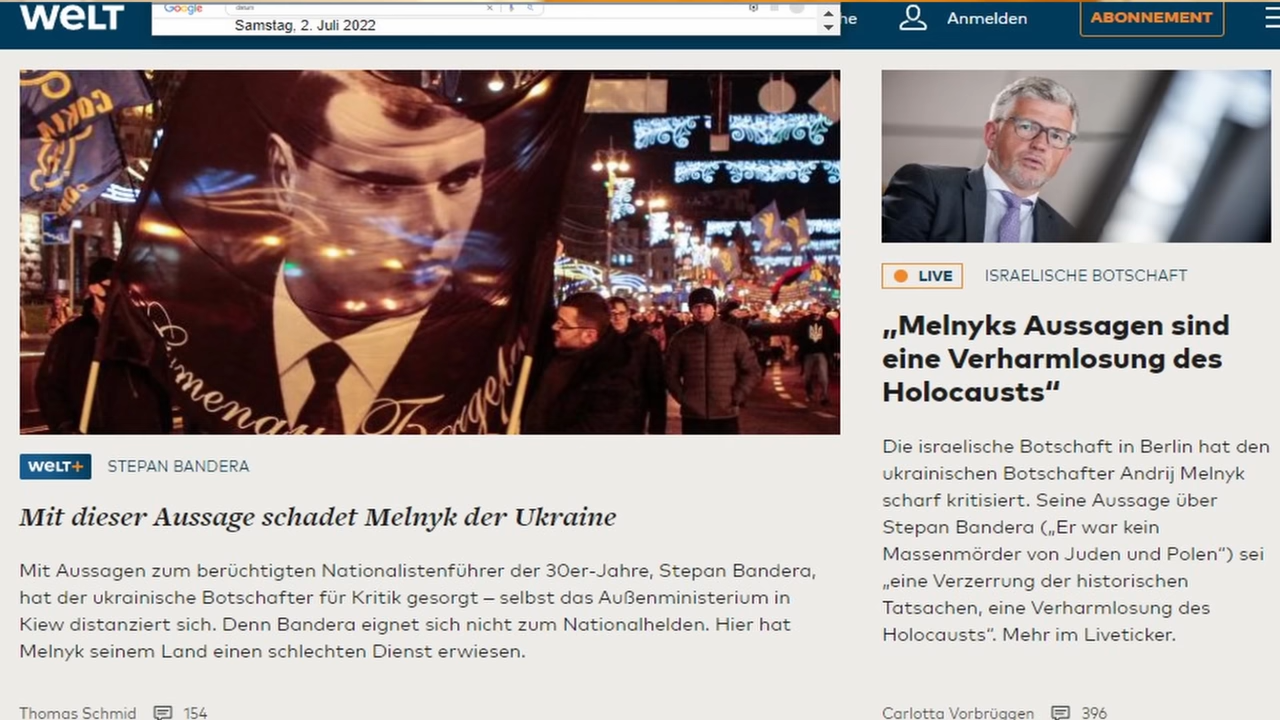 WELT
Google
Samstag, 2. Juli 2022
he
Anmelden
ABONNEMENT
LIVE
ISRAELISCHE BOTSCHAFT
WELT+
STEPAN BANDERA
Mit dieser Aussage schadet Melnyk der Ukraine
Mit Aussagen zum berüchtigten Nationalistenführer der 30er-Jahre, Stepan Bandera,
hat der ukrainische Botschafter für Kritik gesorgt – selbst das Außenministerium in
Kiew distanziert sich. Denn Bandera eignet sich nicht zum Nationalhelden. Hier hat
Melnyk seinem Land einen schlechten Dienst erwiesen.
Thomas Schmid
154
„Melnyks Aussagen sind
eine Verharmlosung des
Holocausts“
Die israelische Botschaft in Berlin hat den
ukrainischen Botschafter Andrij Melnyk
scharf kritisiert. Seine Aussage über
Stepan Bandera („Er war kein
Massenmörder von Juden und Polen“) sei
„eine Verzerrung der historischen
Tatsachen, eine Verharmlosung des
Holocausts“. Mehr im Liveticker.
Carlotta Vorbrüggen
396